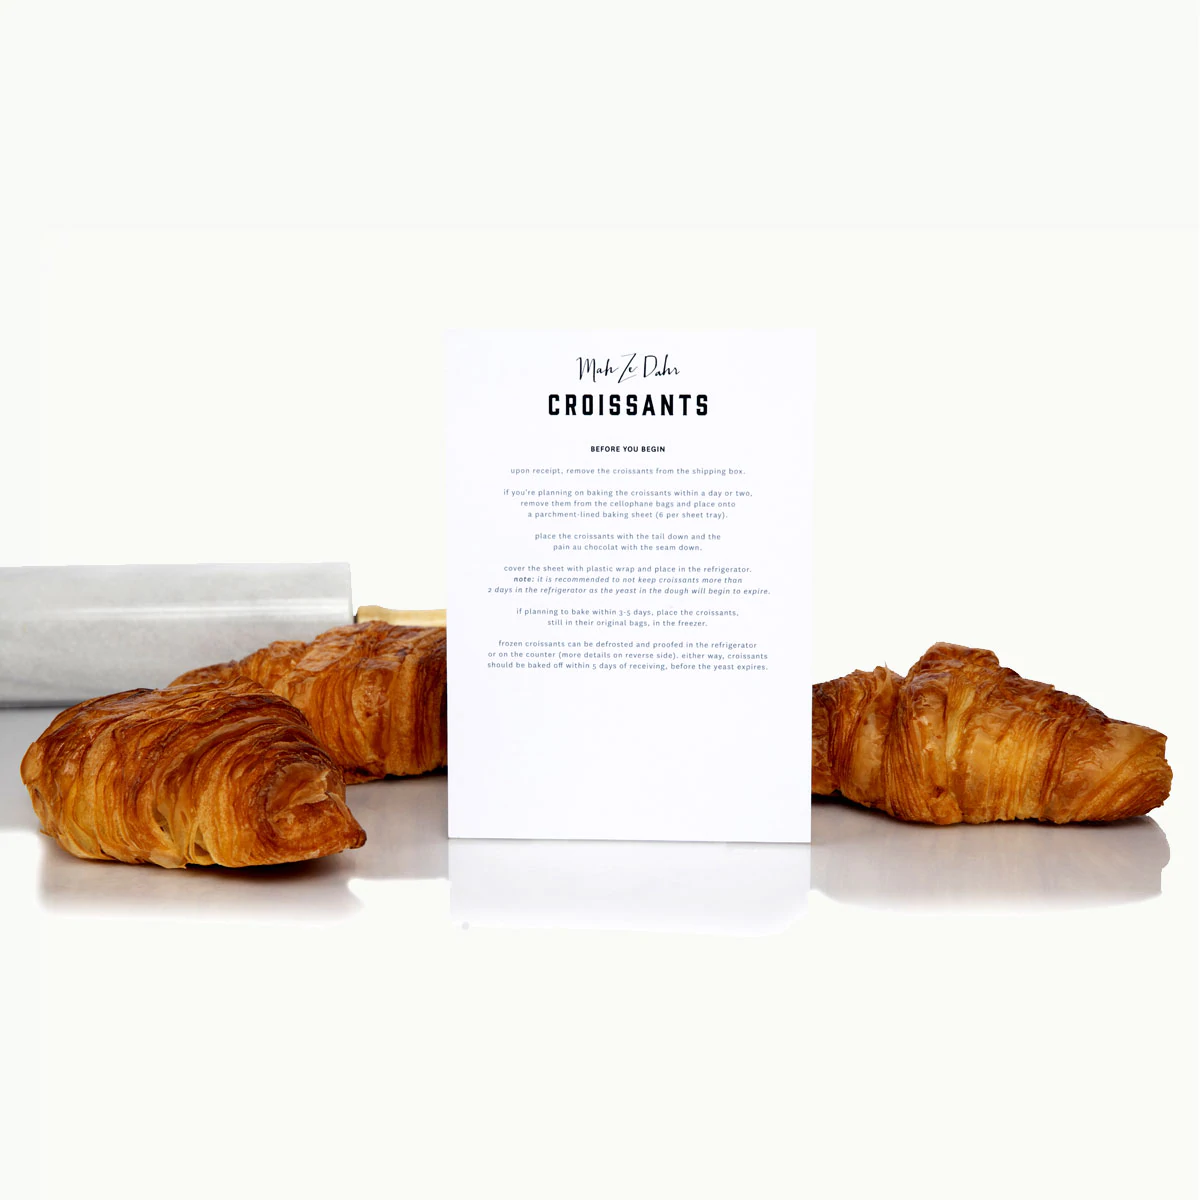 Mah Ze Dahr
CROISSANTS
BEFORE YOU BEGIN
upon receipt, remove the croissants from the shipping box.
if you're planning on baking the croissants within a day or two,
remove them from the cellophane bags and place onto
a parchment-lined baking sheet (6 per sheet tray).
place the croissants with the tail down and the
pain au chocolat with the seam down.
cover the sheet with plastic wrap and place in the refrigerator.
note: it is recommended to not keep croissants more than
2 days in the refrigerator as the yeast in the dough will begin to expire.
if planning to bake within 3-5 days, place the croissants,
still in their original bags, in the freezer.
frozen croissants can be defrosted and proofed in the refrigerator
or on the counter (more details on reverse side). either way, croissants
should be baked off within 5 days of receiving, before the yeast expires.